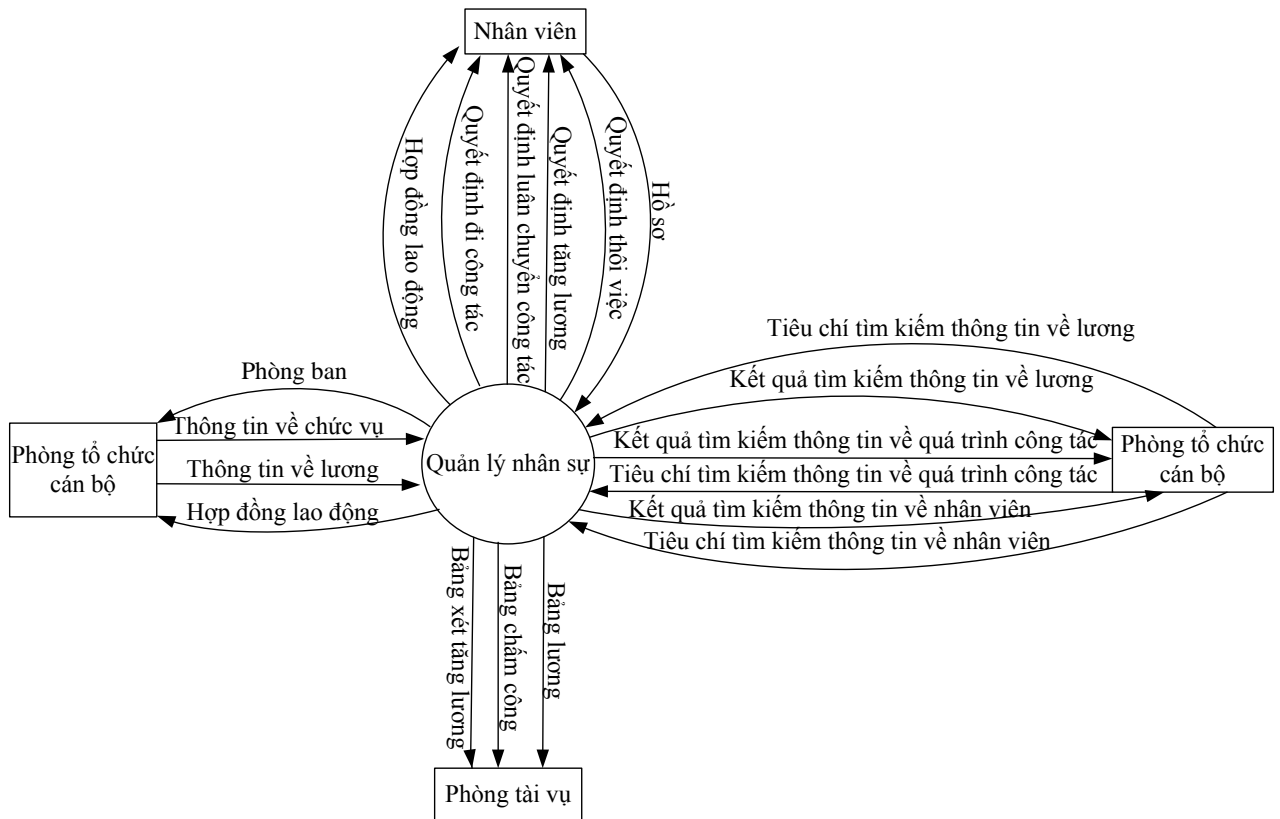 Nhân viên
Hợp đồng lao động
Quyết định đi công tác
Quyết định luân chuyển công tác
Quyết định tăng lương
Quyết định thôi việc
Hồ sơ
Tiêu chí tìm kiếm thông tin về lương
Kết quả tìm kiếm thông tin về lương
Phòng ban
Thông tin về chức vụ
Thông tin về lương
Hợp đồng lao động
Phòng tổ chức
cán bộ
Quản lý nhân sự
Kết quả tìm kiếm thông tin về quá trình công tác
Tiêu chí tìm kiếm thông tin về quá trình công tác
Kết quả tìm kiếm thông tin về nhân viên
Tiêu chí tìm kiếm thông tin về nhân viên
Phòng tổ chức
cán bộ
Bảng xét tăng lương
Bảng chấm công
Bảng lương
Phòng tài vụ